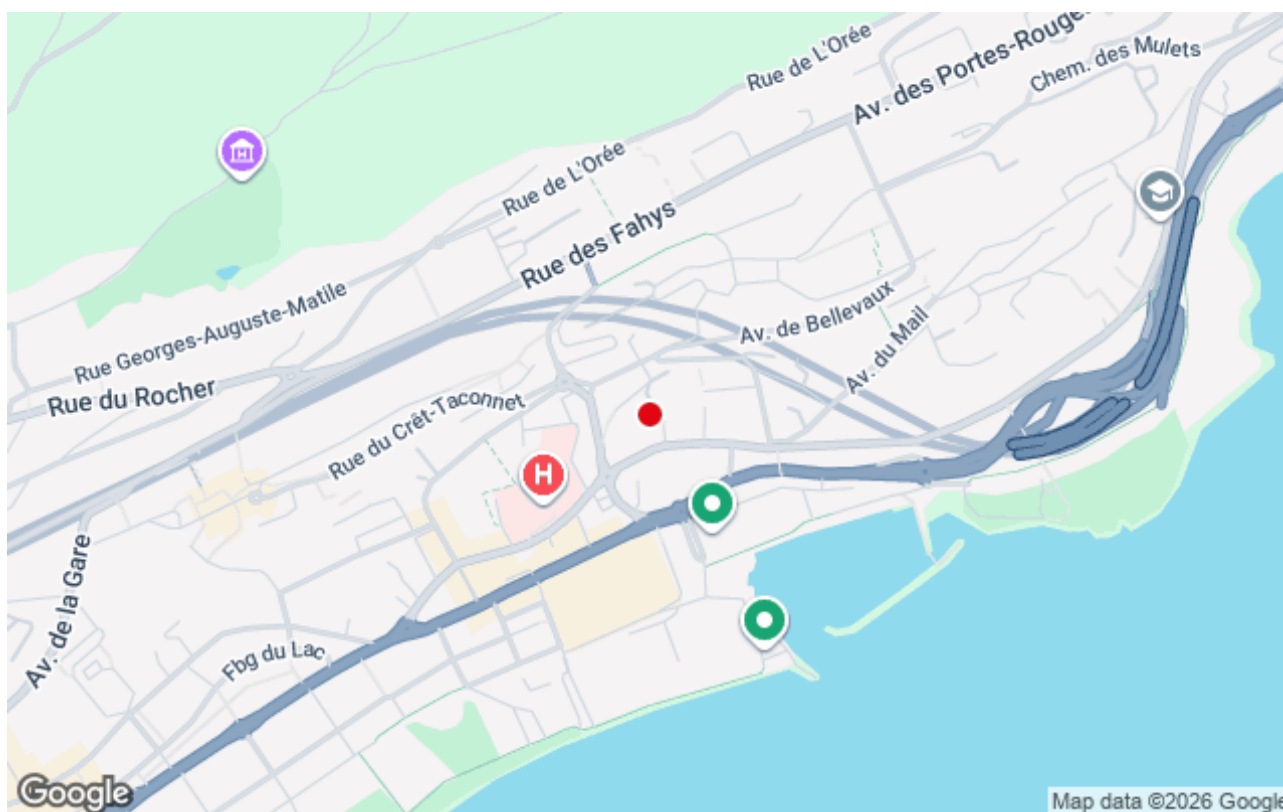 Rue de L'Orée
Av. des Portes-Rouge
Chem. des Mulets
H
Rue de L'Orée
Rue des Fahys
Rue Georges-Auguste-Matile
Av. de Bellevaux
Av. du Mail
Rue du Rocher
Rue du Crêt-Taconnet
H
Av. de la Gare
Fbg du Lac
Google
Map data ©2026 Google